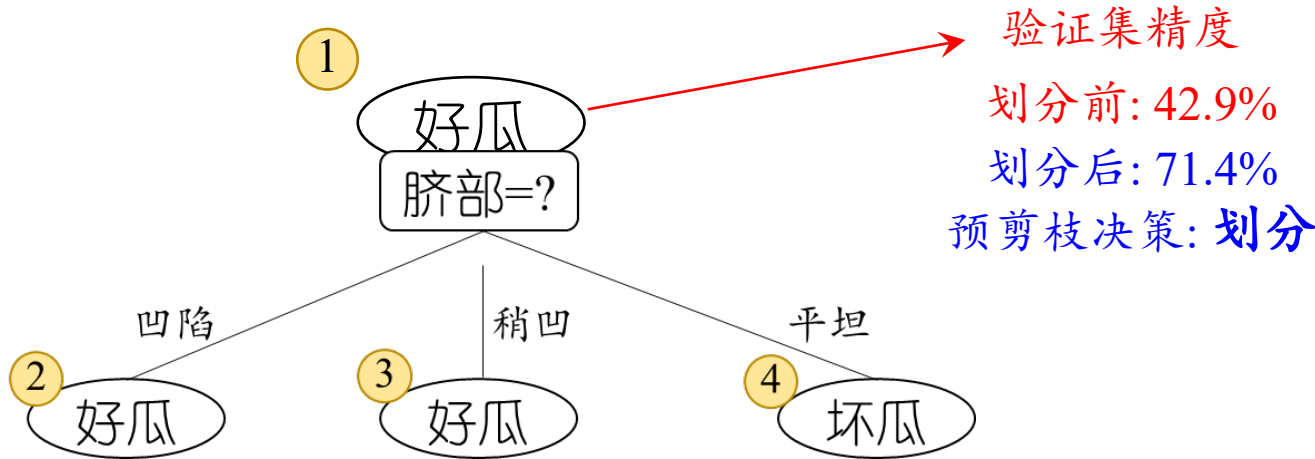 1
好瓜
脐部=?
验证集精度
划分前: 42.9%
划分后: 71.4%
预剪枝决策: 划分
凹陷
稍凹
平坦
2
好瓜
3
好瓜
4
坏瓜